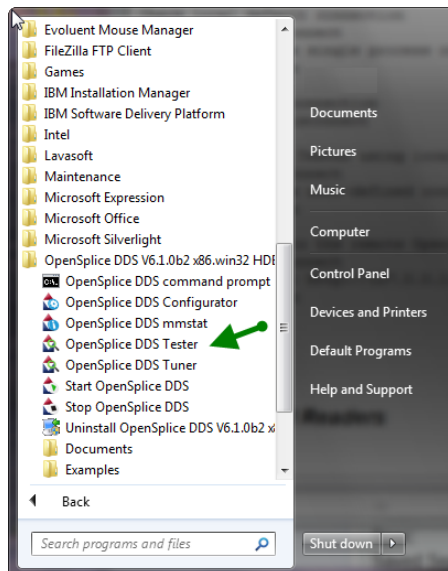 Evoluent Mouse Manager
FileZilla FTP Client
Games
IBM Installation Manager
IBM Software Delivery Platform
Intel
Lavasoft
Maintenance
Microsoft Expression
Microsoft Office
Microsoft Silverlight
OpenSplice DDS V6.1.0b2 x86.win32 HDE
OpenSplice DDS command prompt
OpenSplice DDS Configurator
OpenSplice DDS mmstat
OpenSplice DDS Tester
OpenSplice DDS Tuner
Start OpenSplice DDS
Stop OpenSplice DDS
Uninstall OpenSplice DDS V6.1.0b2 x
Documents
Examples
Back
Search programs and files
Documents
Pictures
Music
Computer
Control Panel
Devices and Printers
Default Programs
Help and Support
Readers
Shut down